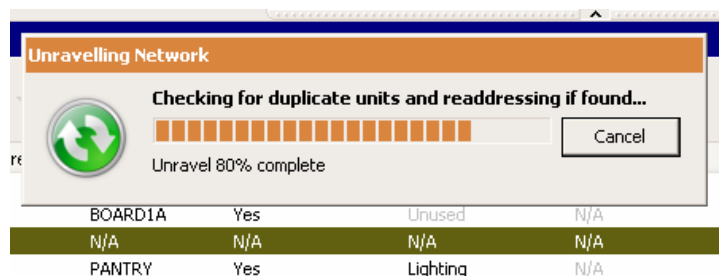 Unravelling Network
Checking for duplicate units and readdressing if found...
Cancel
Unravel 80% complete
re
BOARD1A Yes Unused N/A
N/A N/A N/A N/A
PANTRY Yes Lighting N/A